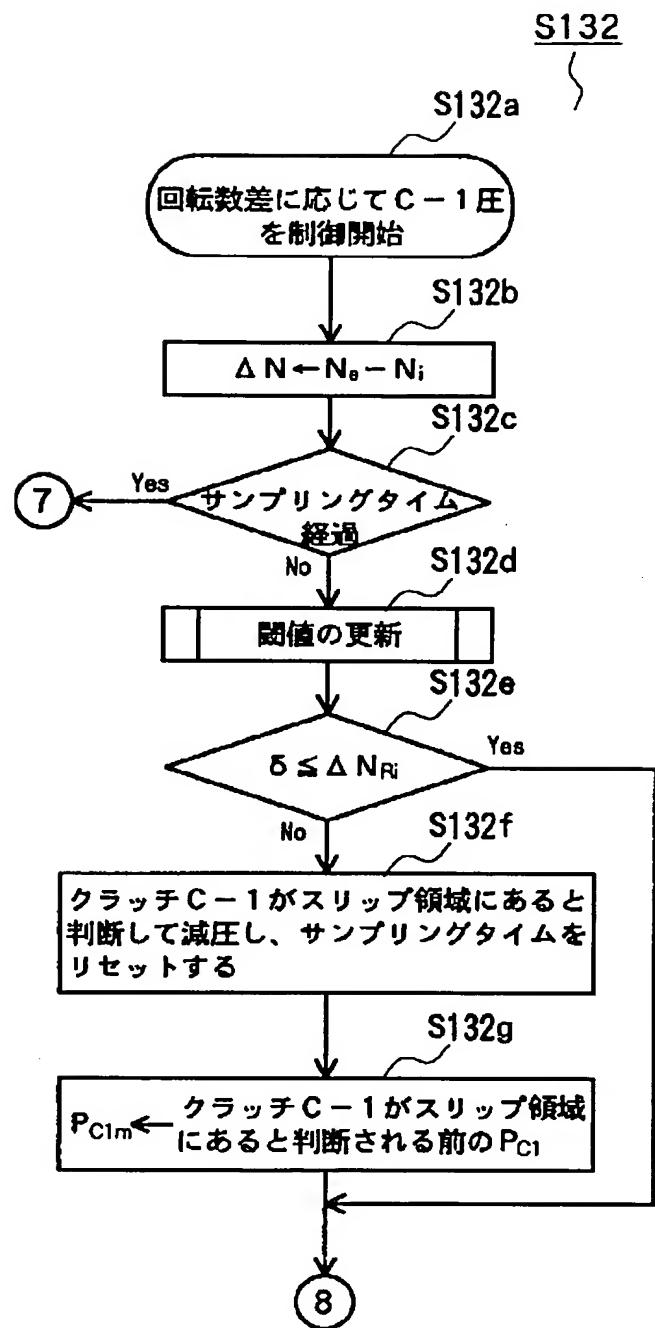 S132
S132a
回転数差に応じてC-1圧
を制御開始
S132b
ΔN←Ne-Ni
S132c
サンプリングタイム
経過
Yes
7
No
S132d
閾値の更新
S132e
δ≦ΔNRi
Yes
No
S132f
クラッチC-1がスリップ領域にあると
判断して減圧し、サンプリングタイムを
リセットする
S132g
PC1m← クラッチC-1がスリップ領域
にあると判断される前のPC1
8